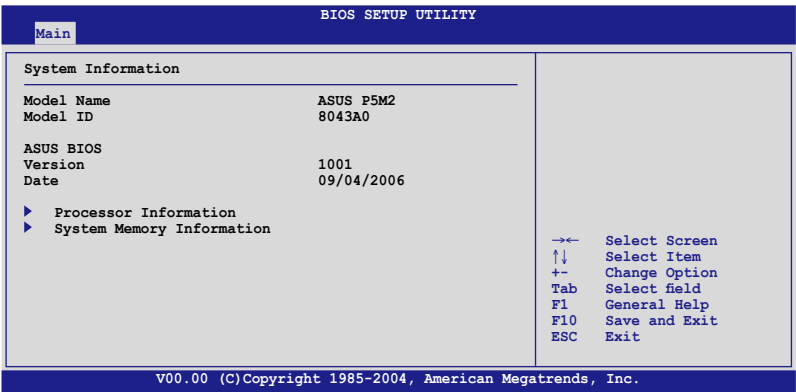 BIOS SETUP UTILITY
Main
System Information
Model Name ASUS P5M2
Model ID 8043A0
ASUS BIOS
Version 1001
Date 09/04/2006
Processor Information
System Memory Information
→← Select Screen
↑↓ Select Item
+- Change Option
Tab Select field
F1 General Help
F10 Save and Exit
ESC Exit
V00.00 (C)Copyright 1985-2004, American Megatrends, Inc.